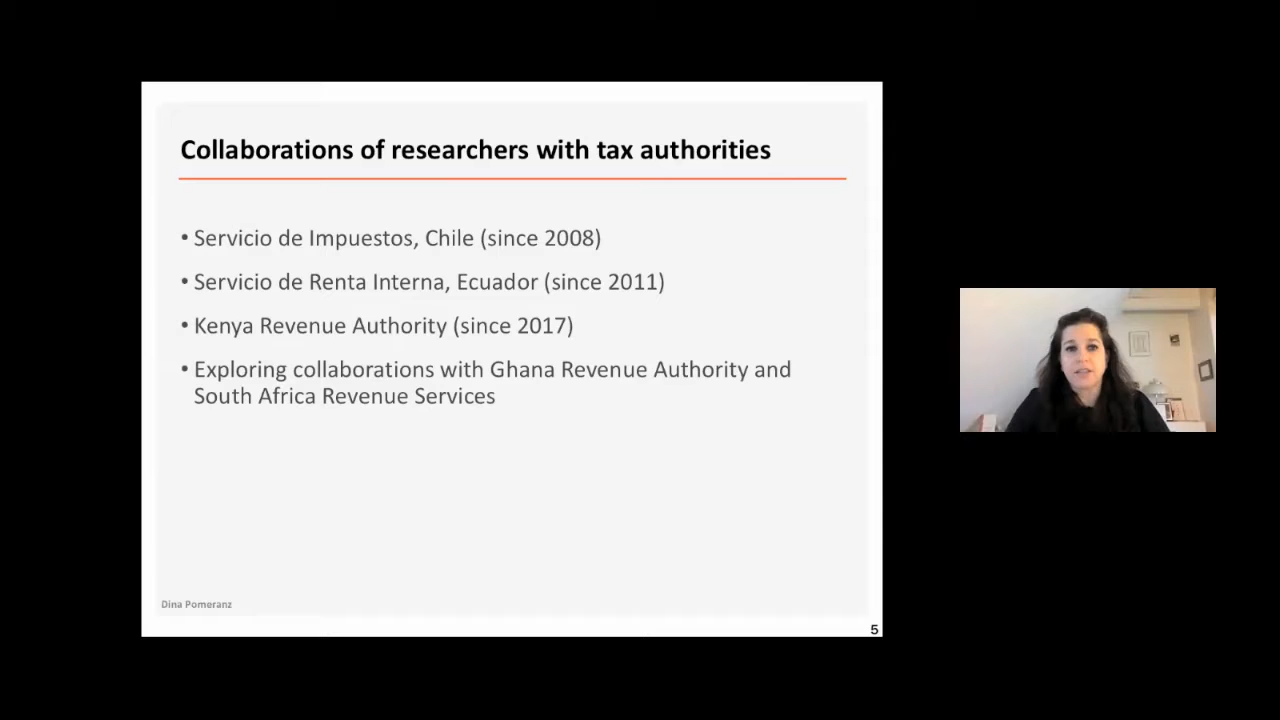 Collaborations of researchers with tax authorities
• Servicio de Impuestos, Chile (since 2008)
• Servicio de Renta Interna, Ecuador (since 2011)
• Kenya Revenue Authority (since 2017)
• Exploring collaborations with Ghana Revenue Authority and
South Africa Revenue Services
Dina Pomeranz
5